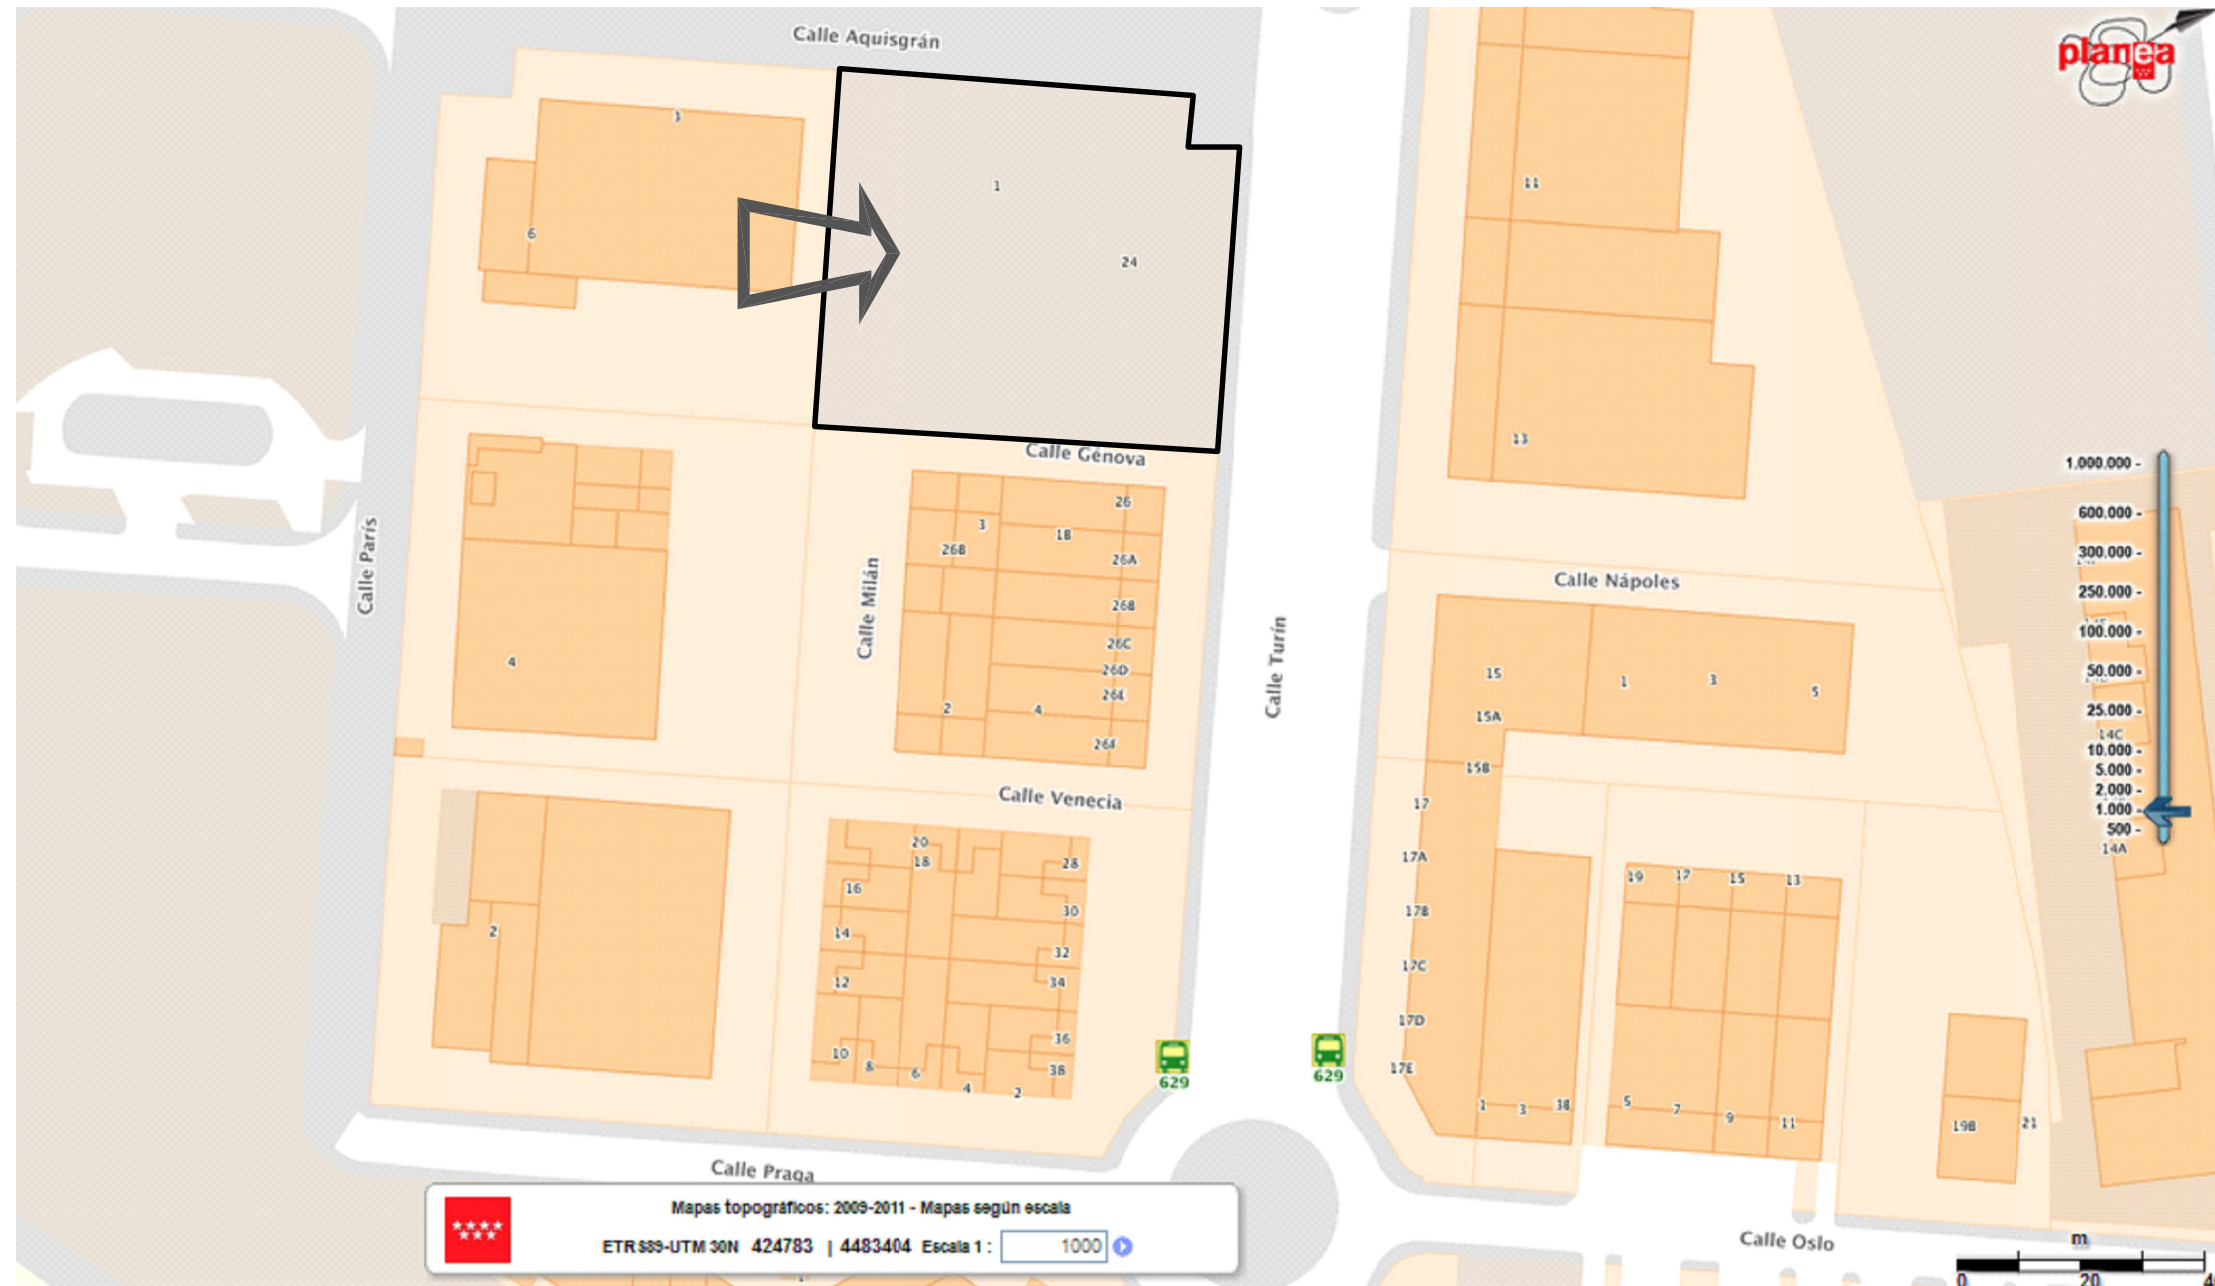 Calle Aquisgrán
planea
3
1
11
6
24
13
Calle Génova
1.000.000 -
600.000 -
300.000 -
250.000 -
100.000 -
50.000 -
25.000 -
14C
10.000 -
5.000 -
2.000 -
1.000 -
500 -
14A
26
3
1B
26B
26A
26B
26C
26D
26E
2
4
26F
4
Calle París
Calle Milán
Calle Turín
Calle Nápoles
15
1
3
5
15A
15B
Calle Venecia
17
17A
17B
17C
17D
17E
20
18
28
16
30
14
32
12
34
36
10
8
6
38
4
2
2
19
17
15
13
629
629
1
3
3B
5
7
9
11
19B
21
Calle Praga
Mapas topográficos: 2009-2011 - Mapas según escala
ETRS89-UTM 30N 424783 | 4483404 Escala 1 : 1000
Calle Oslo
m
0 20 4